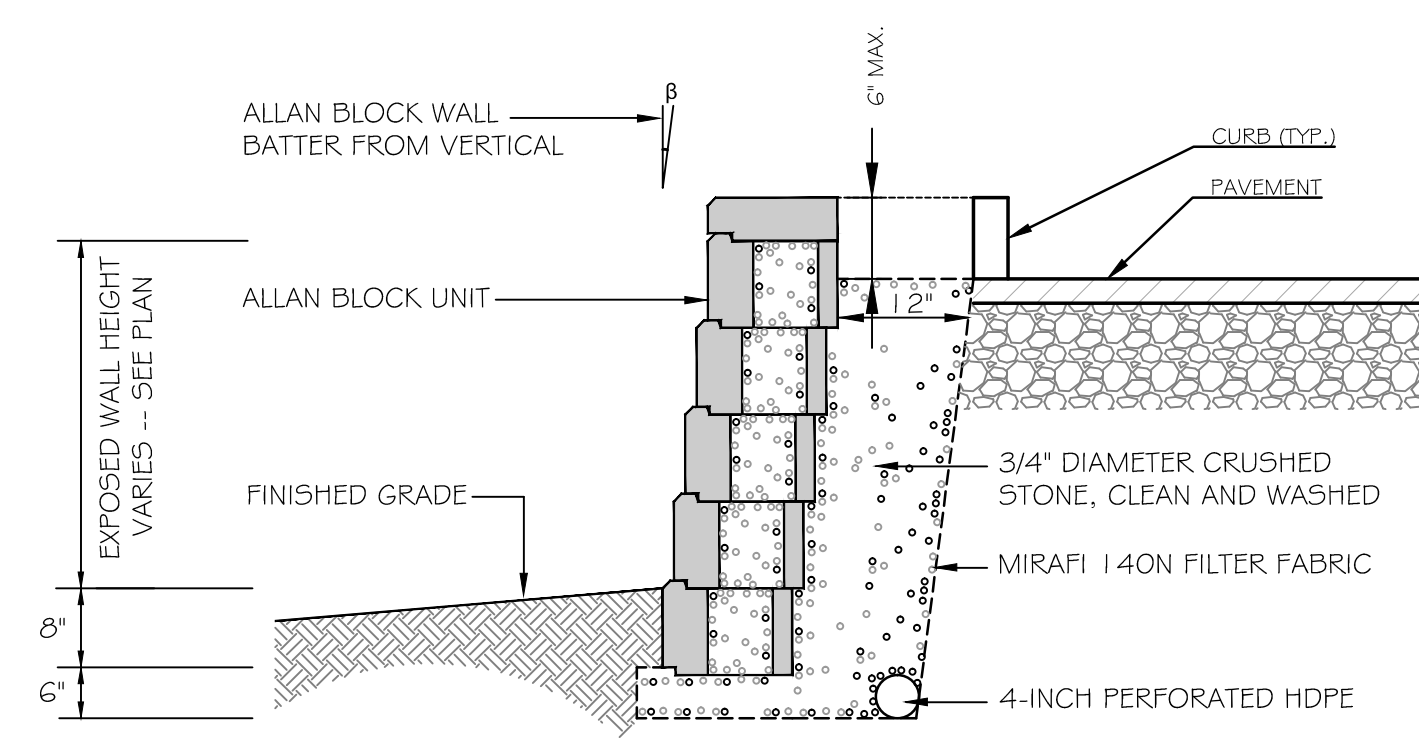 6" MAX.
β
ALLAN BLOCK WALL
BATTER FROM VERTICAL
CURB (TYP.)
PAVEMENT
EXPOSED WALL HEIGHT
VARIES -- SEE PLAN
ALLAN BLOCK UNIT
12"
3/4" DIAMETER CRUSHED
STONE, CLEAN AND WASHED
FINISHED GRADE
MIRAFI 140N FILTER FABRIC
8"
6"
4-INCH PERFORATED HDPE